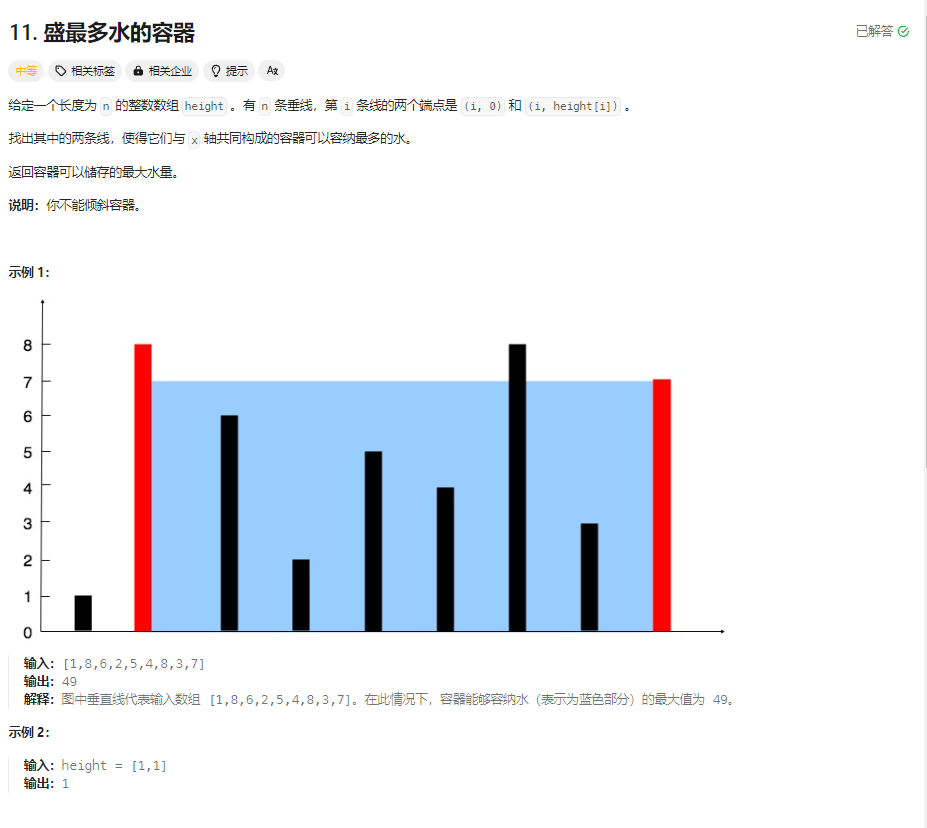 11. 盛最多水的容器
已解答
中等 相关标签 相关企业 提示 Az
给定一个长度为 n 的整数数组 height 。有 n 条垂线，第 i 条线的两个端点是 (i, 0) 和 (i, height[i]) 。
找出其中的两条线，使得它们与 x 轴共同构成的容器可以容纳最多的水。
返回容器可以储存的最大水量。
说明：你不能倾斜容器。
示例 1：
8
7
6
5
4
3
2
1
0
输入：[1,8,6,2,5,4,8,3,7]
输出：49
解释：图中垂直线代表输入数组 [1,8,6,2,5,4,8,3,7]。在此情况下，容器能够容纳水（表示为蓝色部分）的最大值为 49。
示例 2：
输入：height = [1,1]
输出：1